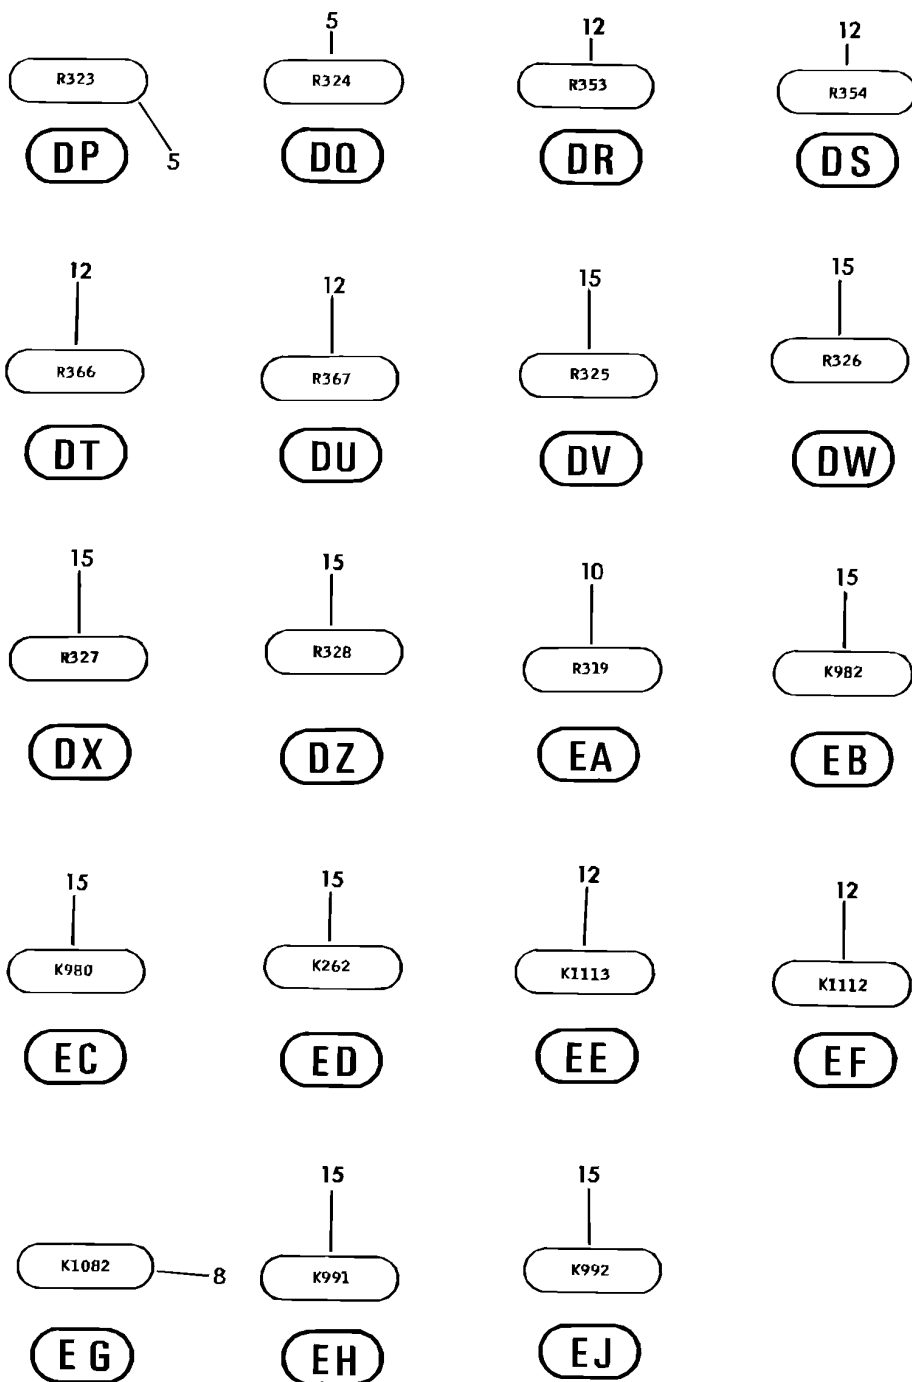 5 12 12
R323 R324 R353 R354
5
DP DQ DR DS
12 12 15 15
R366 R367 R325 R326
DT DU DV DW
15 15 10 15
R327 R328 R319 K982
DX DZ EA EB
15 15 12 12
K980 K262 K1113 K1112
EC ED EE EF
15 15
K1082 8 K991 K992
EG EH EJ